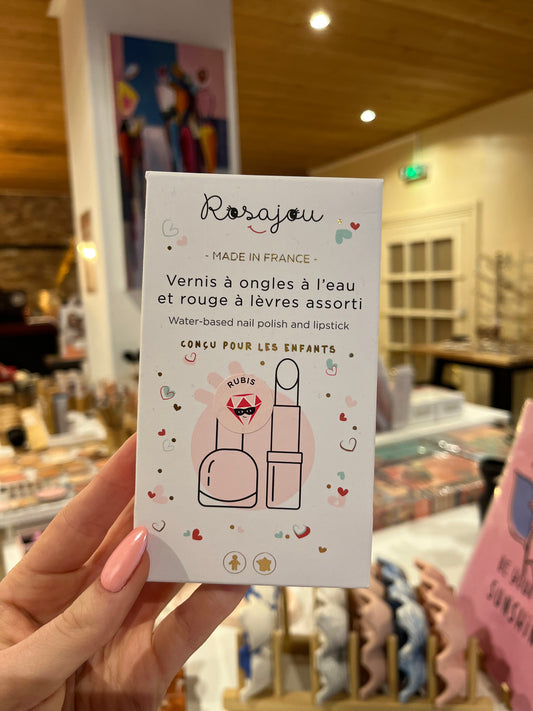 Rosajou
- MADE IN FRANCE -
Vernis à ongles à l'eau
et rouge à lèvres assorti
Water-based nail polish and lipstick
CONÇU POUR LES ENFANTS
RUBIS
SUNSHIN